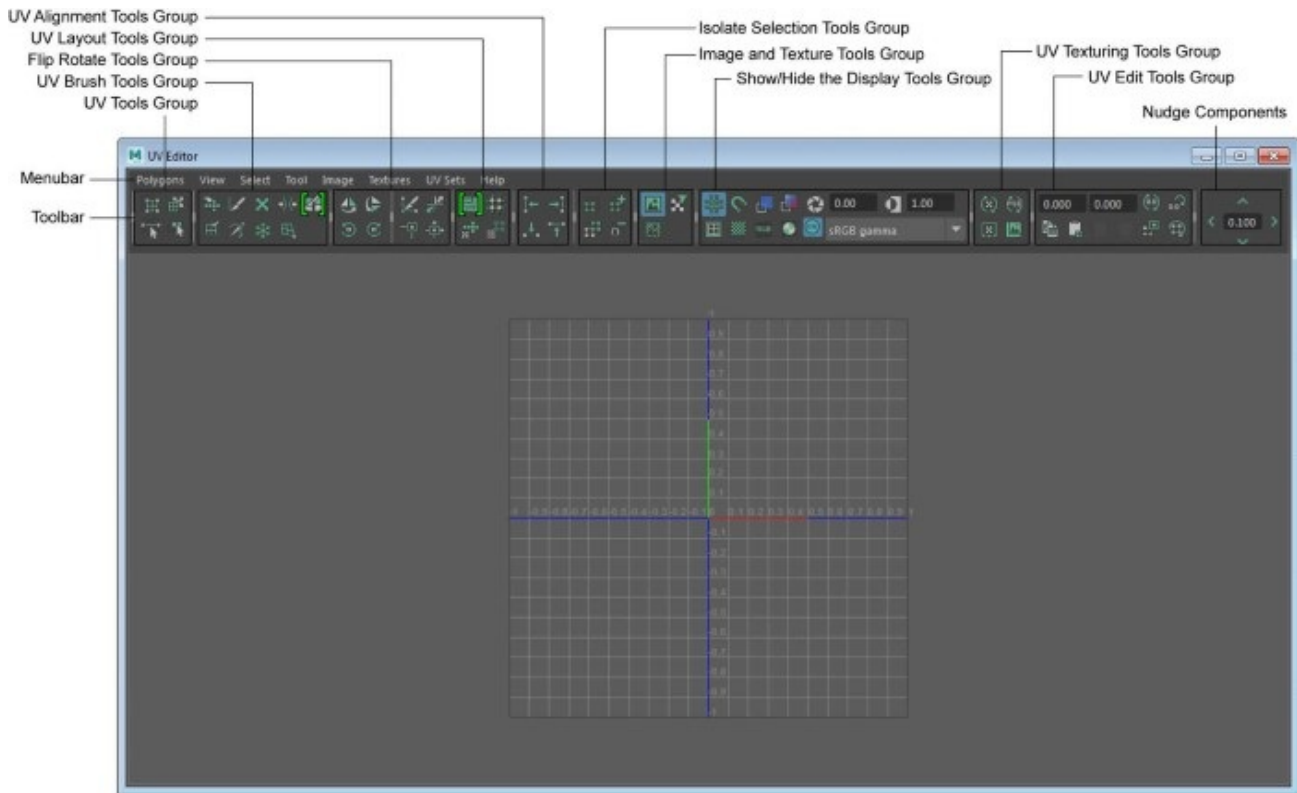 UV Alignment Tools Group
UV Layout Tools Group
Flip Rotate Tools Group
UV Brush Tools Group
UV Tools Group
Isolate Selection Tools Group
Image and Texture Tools Group
Show/Hide the Display Tools Group
UV Texturing Tools Group
UV Edit Tools Group
Nudge Components
Menubar
Toolbar
UV Editor
Polygons View Select Tool Image Textures UV Sets Help
0.00 1.00 0.000 0.000
sRGB gamma 0.100